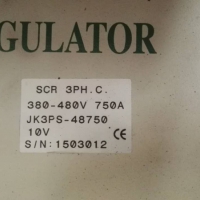 GULATOR
SCR 3PH.C.
380-480V 750A
JK3PS-48750
10V CE
S/N:1503012